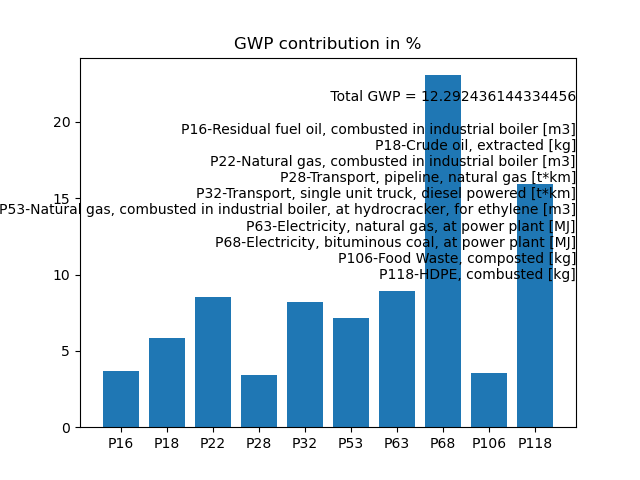 GWP contribution in %
Total GWP = 12.292436144334456
P16-Residual fuel oil, combusted in industrial boiler [m3]
P18-Crude oil, extracted [kg]
P22-Natural gas, combusted in industrial boiler [m3]
P28-Transport, pipeline, natural gas [t*km]
P32-Transport, single unit truck, diesel powered [t*km]
P53-Natural gas, combusted in industrial boiler, at hydrocracker, for ethylene [m3]
P63-Electricity, natural gas, at power plant [MJ]
P68-Electricity, bituminous coal, at power plant [MJ]
P106-Food Waste, composted [kg]
P118-HDPE, combusted [kg]
20
15
10
5
0
P16 P18 P22 P28 P32 P53 P63 P68 P106 P118